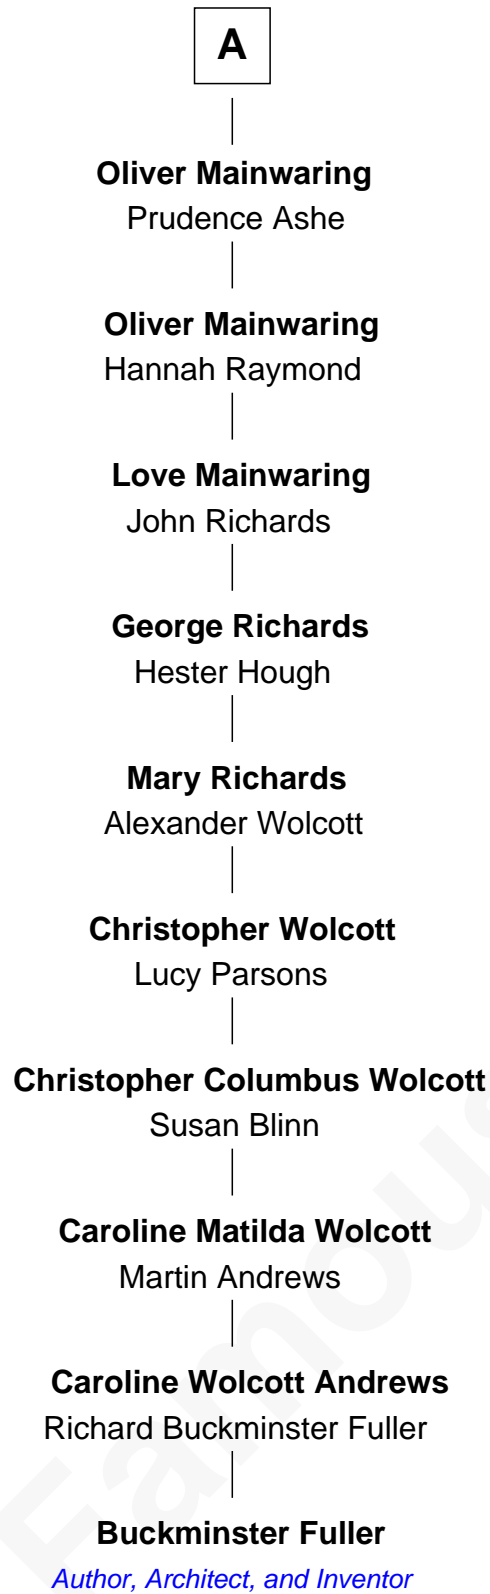 A
Oliver Mainwaring
Prudence Ashe
Oliver Mainwaring
Hannah Raymond
Love Mainwaring
John Richards
George Richards
Hester Hough
Mary Richards
Alexander Wolcott
Christopher Wolcott
Lucy Parsons
Christopher Columbus Wolcott
Susan Blinn
Caroline Matilda Wolcott
Martin Andrews
Caroline Wolcott Andrews
Richard Buckminster Fuller
Buckminster Fuller
Author, Architect, and Inventor
Famous